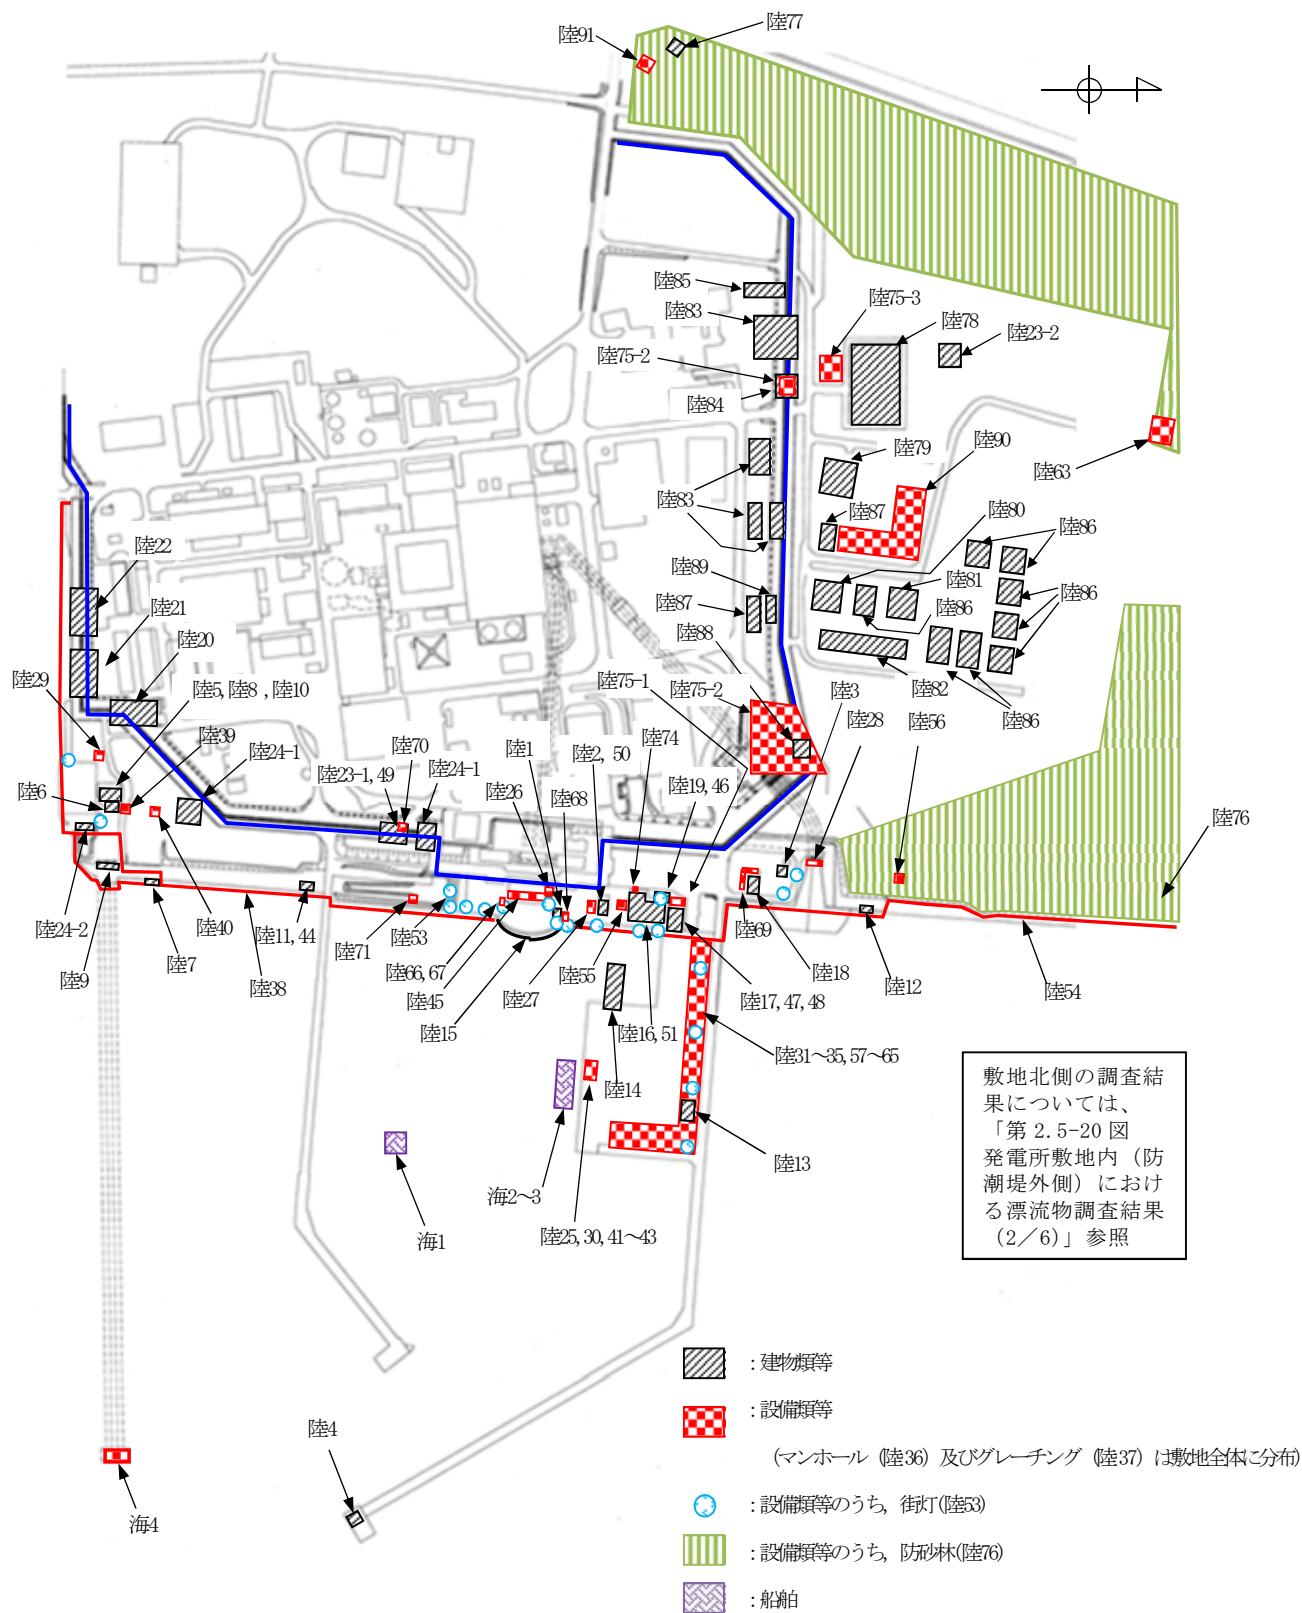 陸77
陸91
陸85
陸83
陸75-3
陸78
陸23-2
陸75-2
陸84
陸79
陸90
陸63
陸83
陸87
陸80
陸86
陸22
陸89
陸81
陸86
陸21
陸87
陸86
陸20
陸88
陸29
陸5, 陸8 , 陸10
陸75-1
陸75-2
陸3
陸82
陸86
陸39
陸24-1
陸70
陸1
陸2, 50
陸74
陸28
陸56
陸23-1, 49
陸24-1
陸6
陸26
陸68
陸19, 46
陸76
陸24-2
陸9
陸7
陸40
陸11, 44
陸38
陸71
陸53
陸66, 67
陸45
陸15
陸27
陸55
陸16, 51
陸69
陸18
陸17, 47, 48
陸12
陸54
陸14
陸31~35, 57~65
陸13
海2~3
海1
陸25, 30, 41~43
敷地北側の調査結
果については、
「第 2.5-20 図
発電所敷地内（防
潮堤外側）におけ
る漂流物調査結果
（2／6）」参照
陸4
海4
：建物類等
：設備類等
（マンホール（陸36）及びグレーチング（陸37）は敷地全体に分布）
：設備類等のうち，街灯(陸53)
：設備類等のうち，防砂林(陸76)
：船舶